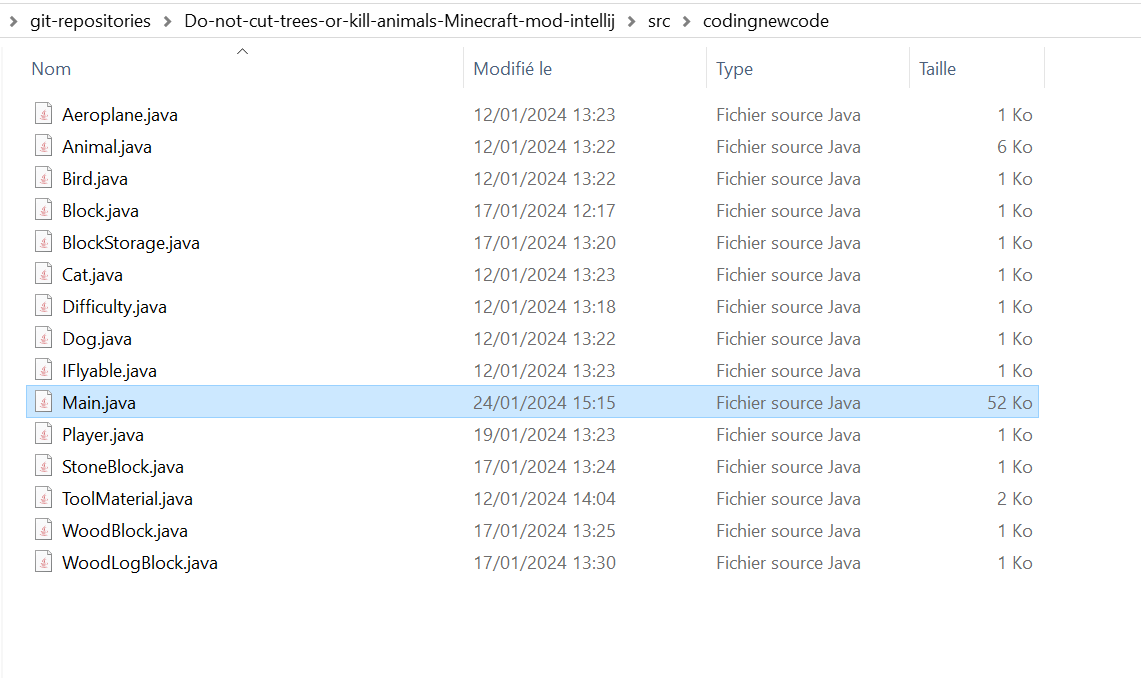 git-repositories > Do-not-cut-trees-or-kill-animals-Minecraft-mod-intellij > src > codingnewcode
Nom Modifié le Type Taille
Aeroplane.java 12/01/2024 13:23 Fichier source Java 1 Ko
Animal.java 12/01/2024 13:22 Fichier source Java 6 Ko
Bird.java 12/01/2024 13:22 Fichier source Java 1 Ko
Block.java 17/01/2024 12:17 Fichier source Java 1 Ko
BlockStorage.java 17/01/2024 13:20 Fichier source Java 1 Ko
Cat.java 12/01/2024 13:23 Fichier source Java 1 Ko
Difficulty.java 12/01/2024 13:18 Fichier source Java 1 Ko
Dog.java 12/01/2024 13:22 Fichier source Java 1 Ko
IFlyable.java 12/01/2024 13:23 Fichier source Java 1 Ko
Main.java 24/01/2024 15:15 Fichier source Java 52 Ko
Player.java 19/01/2024 13:23 Fichier source Java 1 Ko
StoneBlock.java 17/01/2024 13:24 Fichier source Java 1 Ko
ToolMaterial.java 12/01/2024 14:04 Fichier source Java 2 Ko
WoodBlock.java 17/01/2024 13:25 Fichier source Java 1 Ko
WoodLogBlock.java 17/01/2024 13:30 Fichier source Java 1 Ko